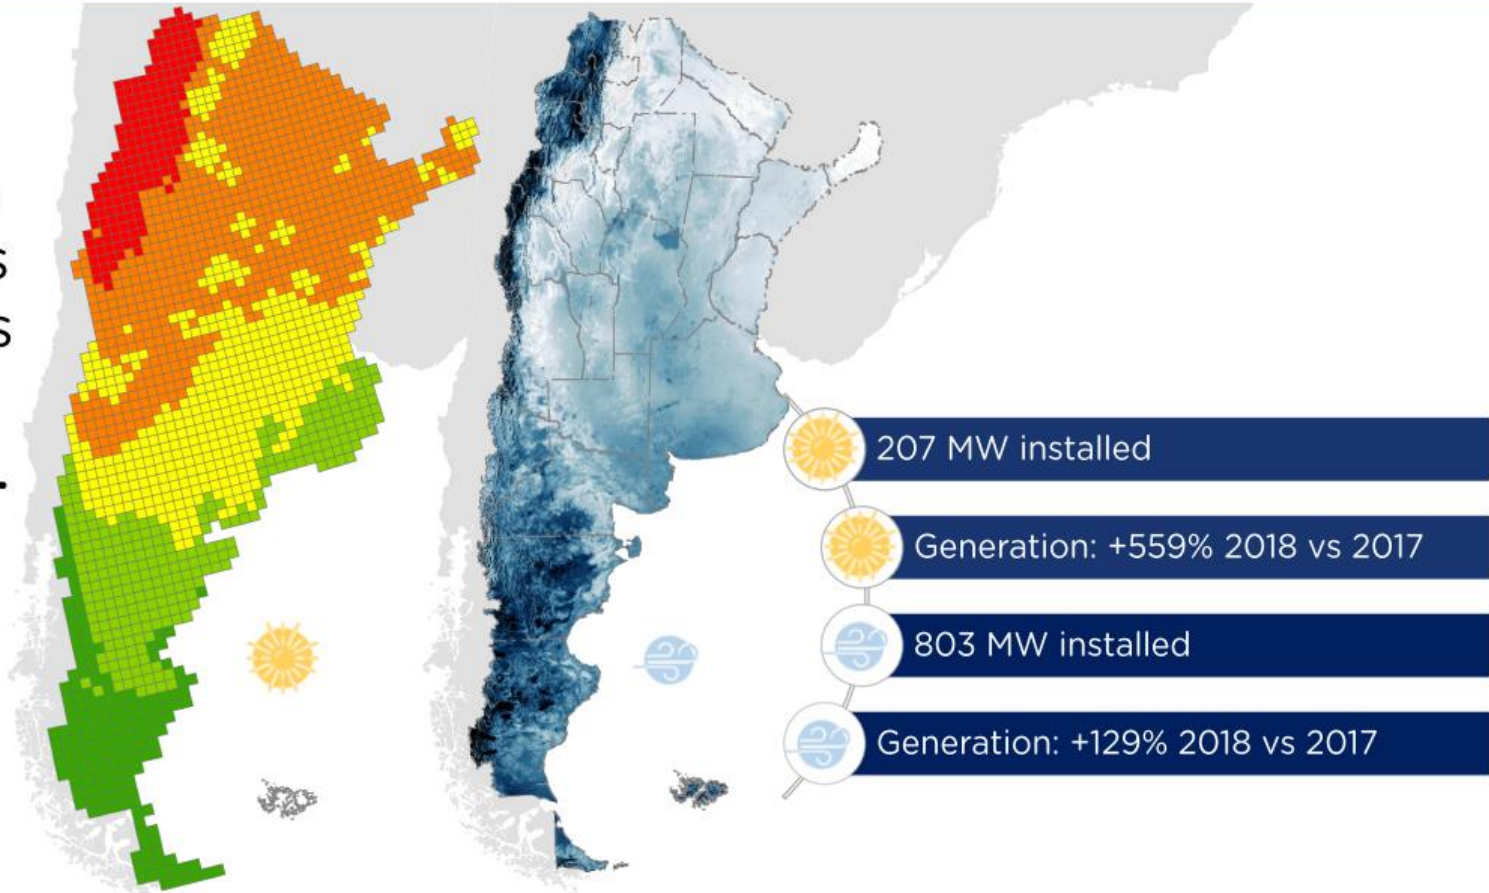 207 MW installed
Generation: +559% 2018 vs 2017
803 MW installed
Generation: +129% 2018 vs 2017